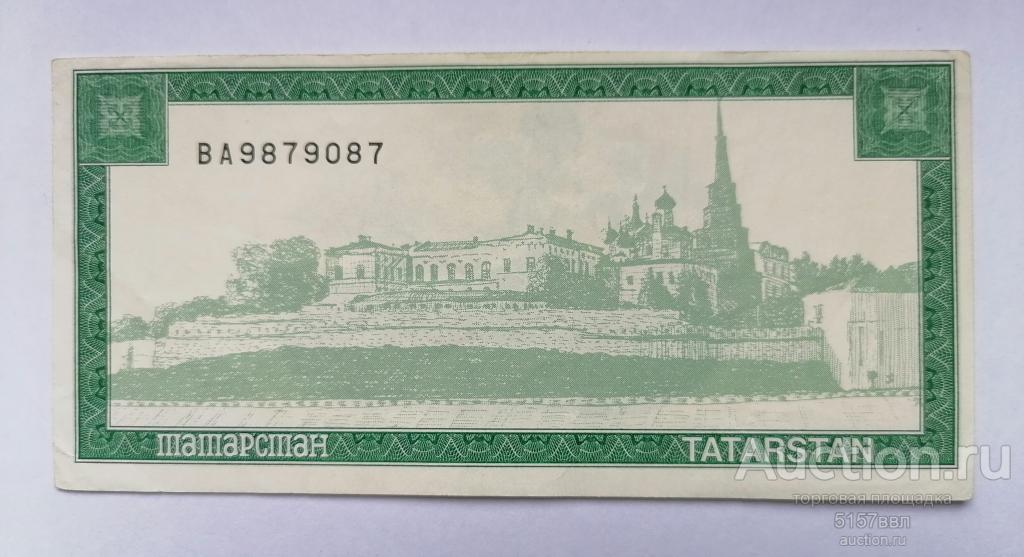 BA9879087
татарстан
TATARSTAN
Auction.ru
торговая площадка
5157ввл
auction.ru